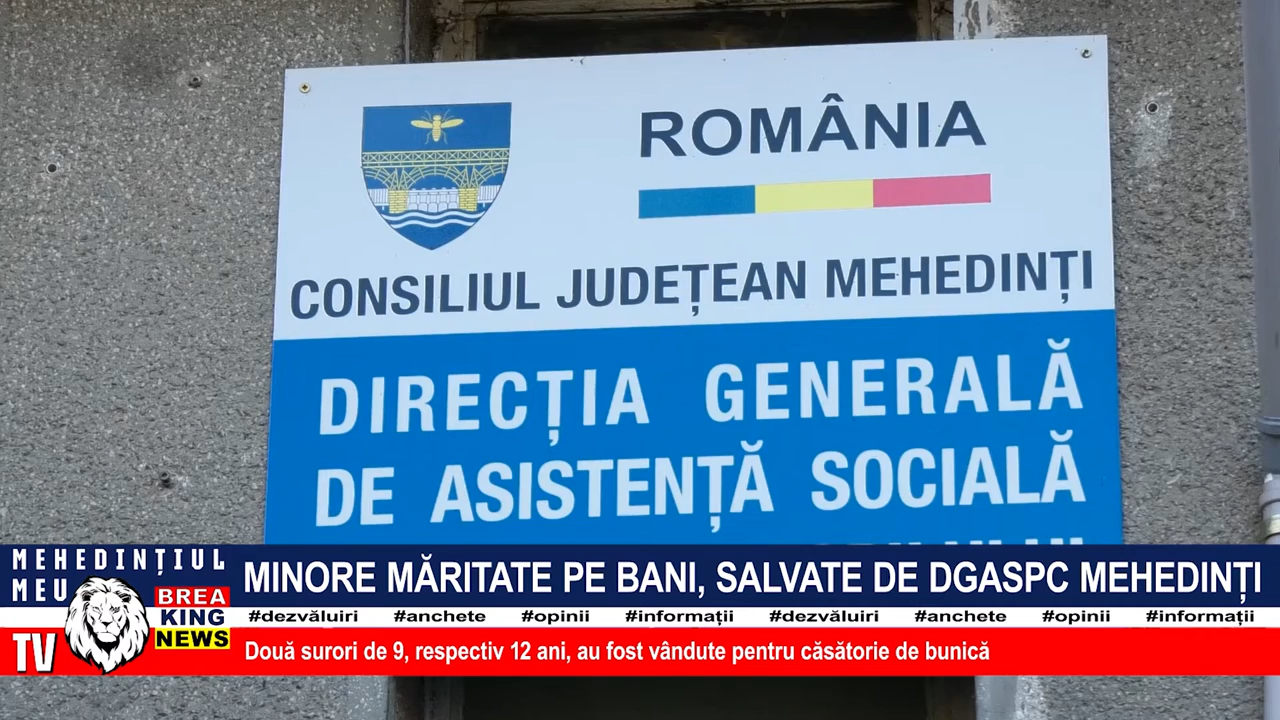 ROMÂNIA
CONSILIUL JUDEȚEAN MEHEDINȚI
DIRECȚIA GENERALĂ
DE ASISTENȚĂ SOCIALĂ
MEHEDINȚIUL
MEU
TV
BREA
KING
NEWS
MINORE MĂRITATE PE BANI, SALVATE DE DGASPC MEHEDINȚI
#dezvăluiri #anchete #opinii #informații #dezvăluiri #anchete #opinii #informații
Două surori de 9, respectiv 12 ani, au fost vândute pentru căsătorie de bunică